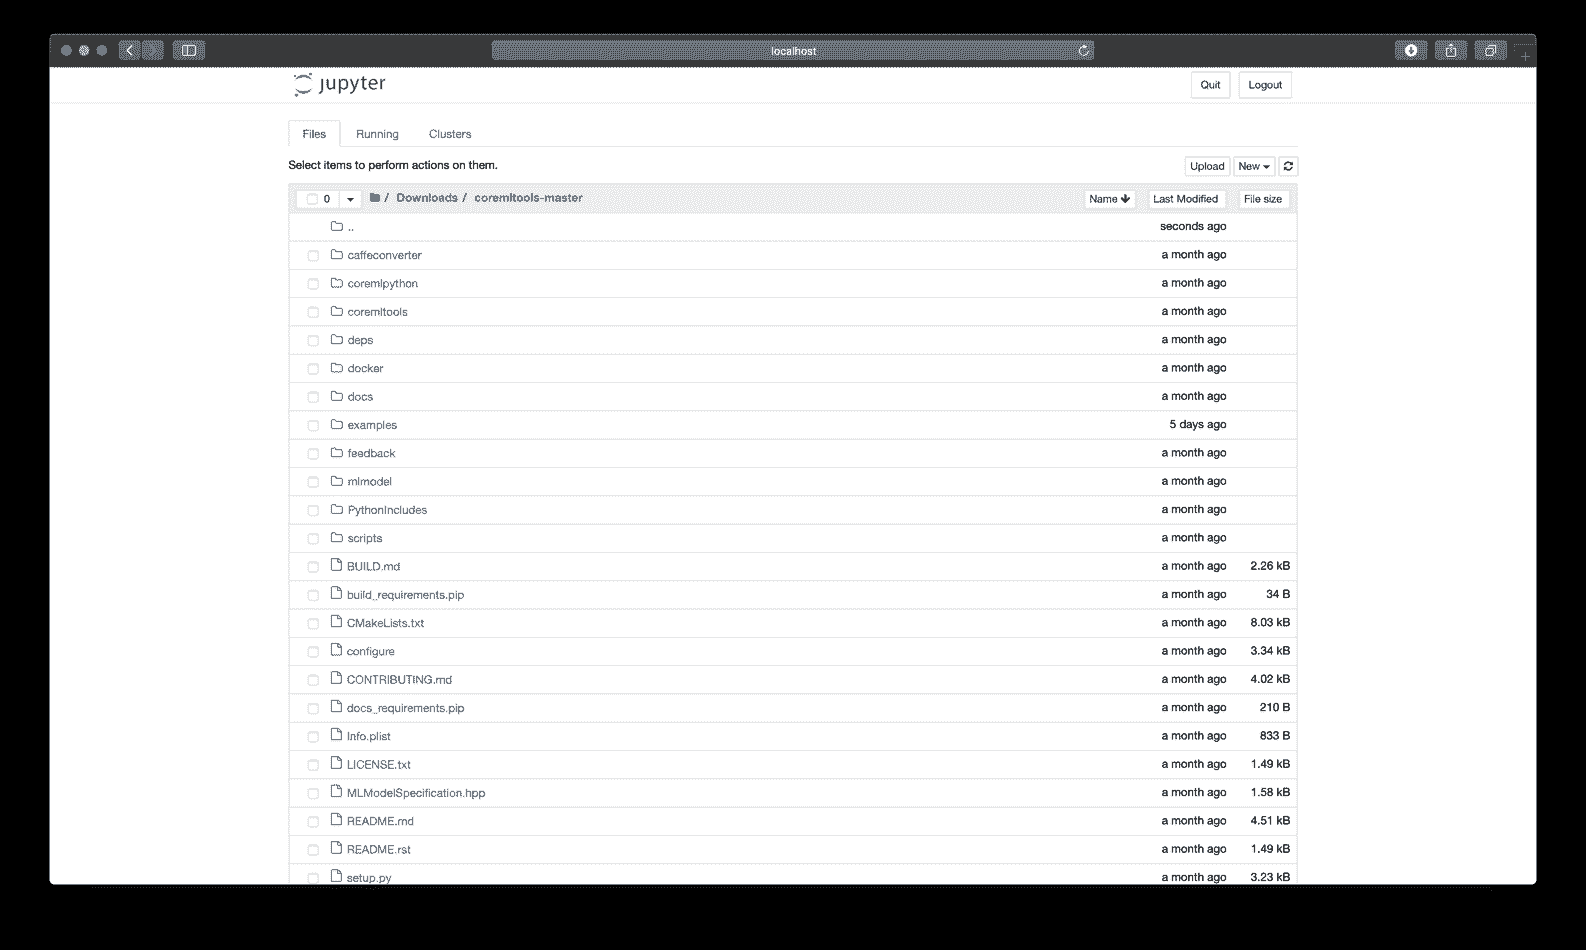 localhost
jupyter
Quit Logout
Files Running Clusters
Select items to perform actions on them.
Upload New
0 / Downloads / coremltools-master Name Last Modified File size
.. seconds ago
caffeconverter a month ago
coremlpython a month ago
coremltools a month ago
deps a month ago
docker a month ago
docs a month ago
examples 5 days ago
feedback a month ago
mlmodel a month ago
PythonIncludes a month ago
scripts a month ago
BUILD.md a month ago 2.26 kB
build_requirements.pip a month ago 34 B
CMakeLists.txt a month ago 8.03 kB
configure a month ago 3.34 kB
CONTRIBUTING.md a month ago 4.02 kB
docs_requirements.pip a month ago 210 B
Info.plist a month ago 833 B
LICENSE.txt a month ago 1.49 kB
MLModelSpecification.hpp a month ago 1.58 kB
README.md a month ago 4.51 kB
README.rst a month ago 1.49 kB
setup.py a month ago 3.23 kB